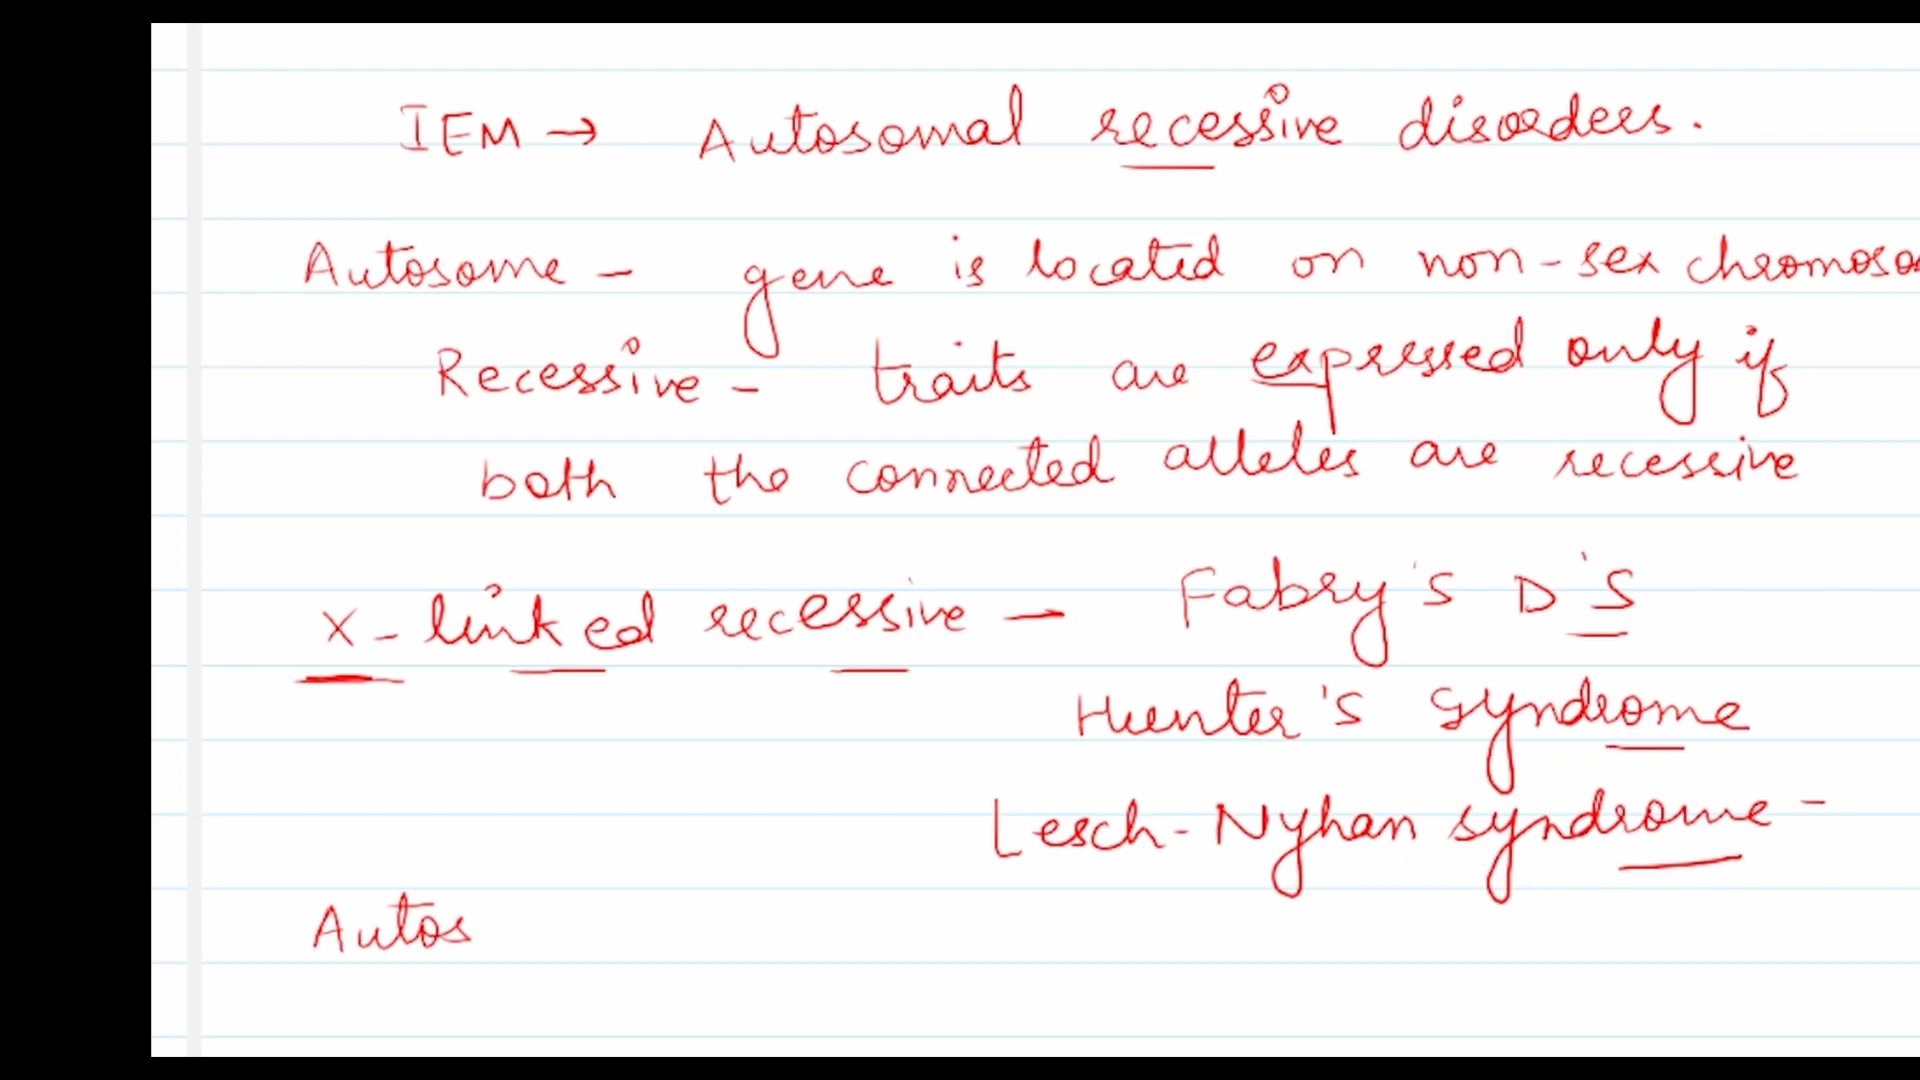 IEM → Autosomal recessive disorders.
Autosome - gene is located on non-sex chromoso
Recessive - traits are expressed only if
both the connected alleles are recessive
X-linked recessive - Fabry's D'S
Hunter's syndrome
Lesch-Nyhan syndrome -
Autos